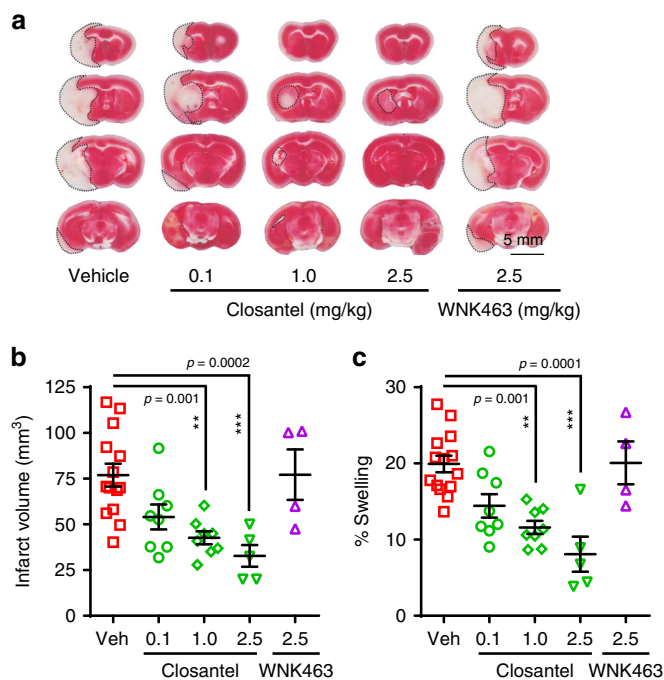 a
5 mm
Vehicle 0.1 1.0 2.5 2.5
Closantel (mg/kg) WNK463 (mg/kg)
b
p = 0.0002
p = 0.001
**
***
Infarct volume (mm³)
125
100
75
50
25
0
Veh 0.1 1.0 2.5 2.5
Closantel WNK463
c
p = 0.0001
p = 0.001
**
***
% Swelling
30
20
10
0
Veh 0.1 1.0 2.5 2.5
Closantel WNK463